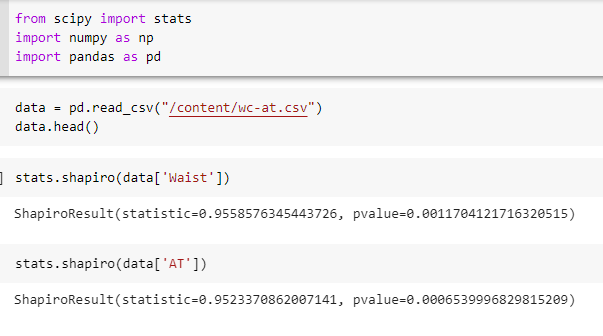 from scipy import stats
import numpy as np
import pandas as pd
data = pd.read_csv("/content/wc-at.csv")
data.head()
] stats.shapiro(data['Waist'])
ShapiroResult(statistic=0.9558576345443726, pvalue=0.0011704121716320515)
stats.shapiro(data['AT'])
ShapiroResult(statistic=0.9523370862007141, pvalue=0.0006539996829815209)